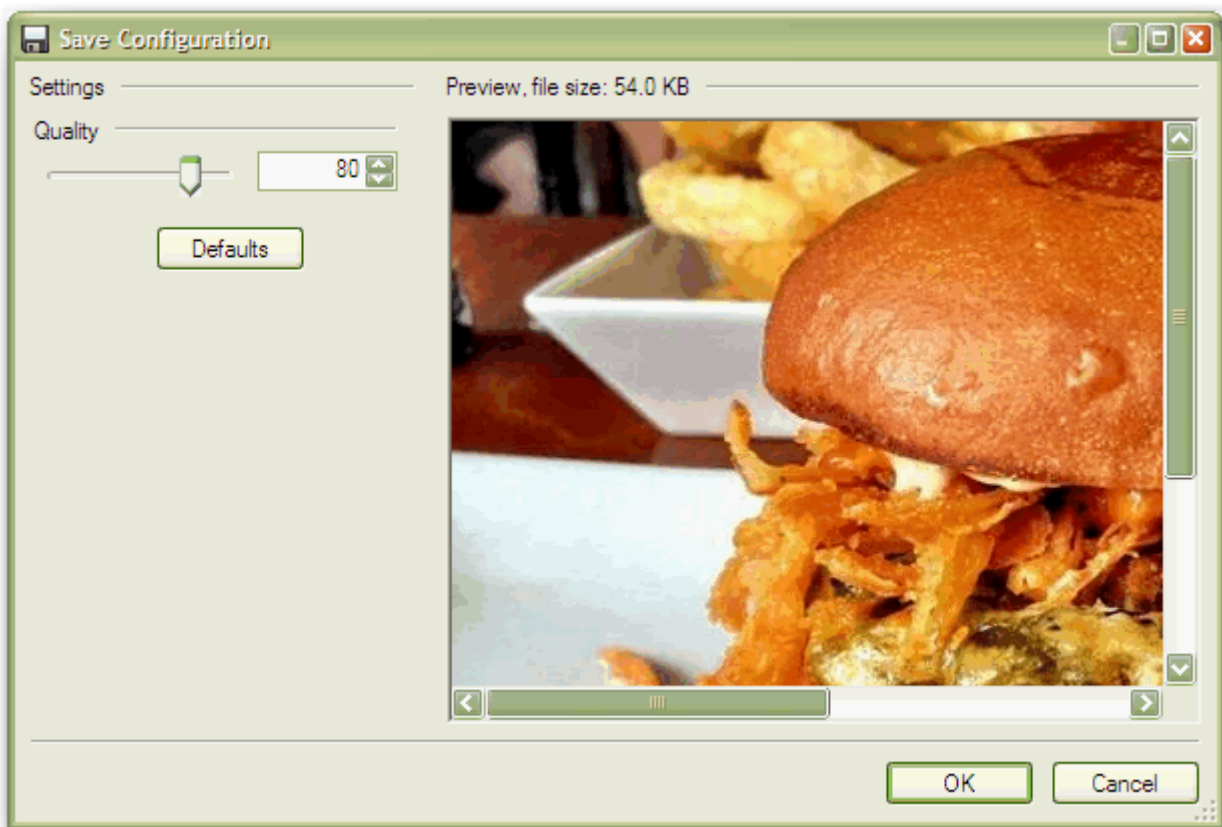 Save Configuration
Settings
Preview, file size: 54.0 KB
Quality
80
Defaults
OK
Cancel